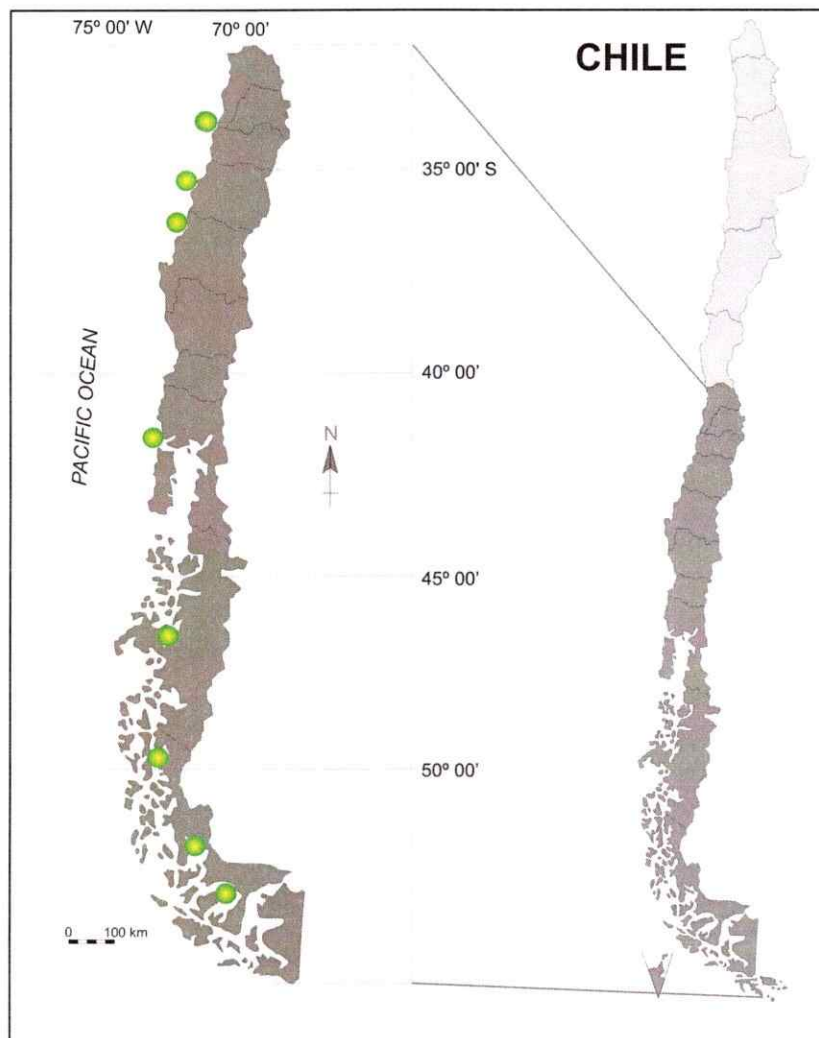 75º 00' W 70º 00'
CHILE
35º 00' S
PACIFIC OCEAN
40º 00'
N
45º 00'
50º 00'
0 100 km